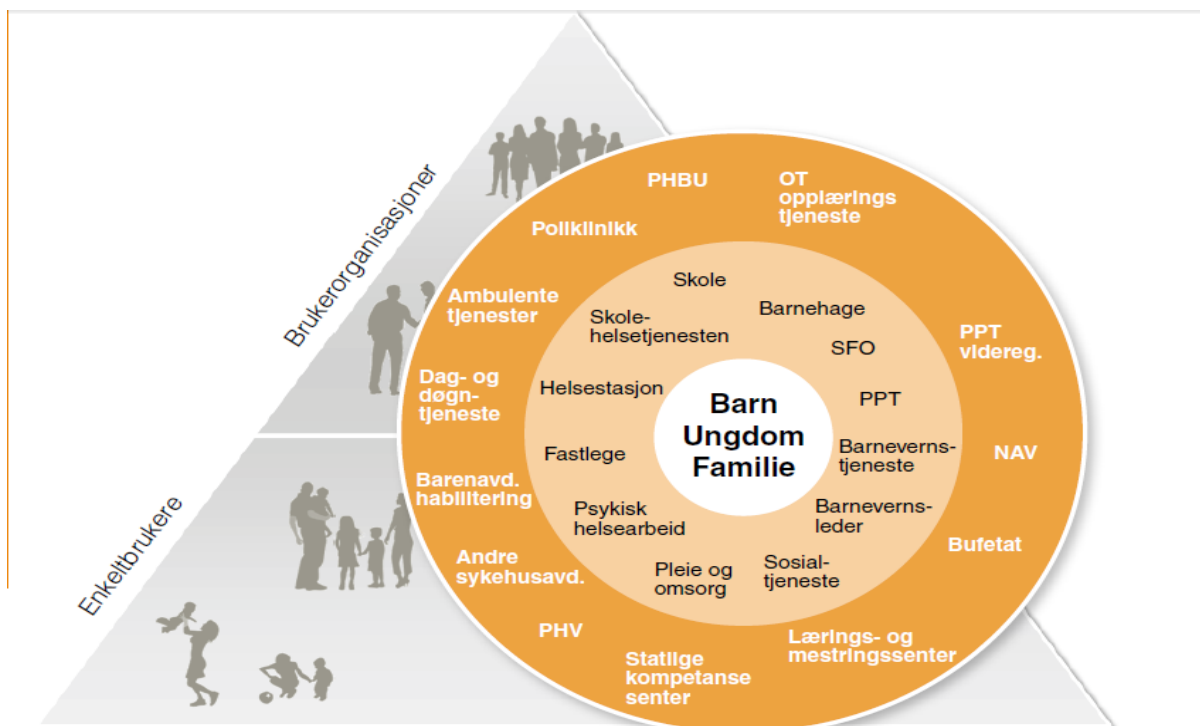 Brukerorganisasjoner
Enkeltbrukere
PHBU
OT
opplærings
tjeneste
Poliklinikk
Ambulente
tjenester
PPT
videreg.
Dag- og
døgn-
tjeneste
NAV
Barenavd.
habilitering
Bufetat
Andre
sykehusavd.
PHV
Lærings- og
mestringssenter
Statlige
kompetanse
senter
Skole
Barnehage
Skole-
helsetjenesten
SFO
Helsestasjon
PPT
Fastlege
Barneverns-
tjeneste
Psykisk
helsearbeid
Barneverns-
leder
Pleie og
omsorg
Sosial-
tjeneste
Barn
Ungdom
Familie